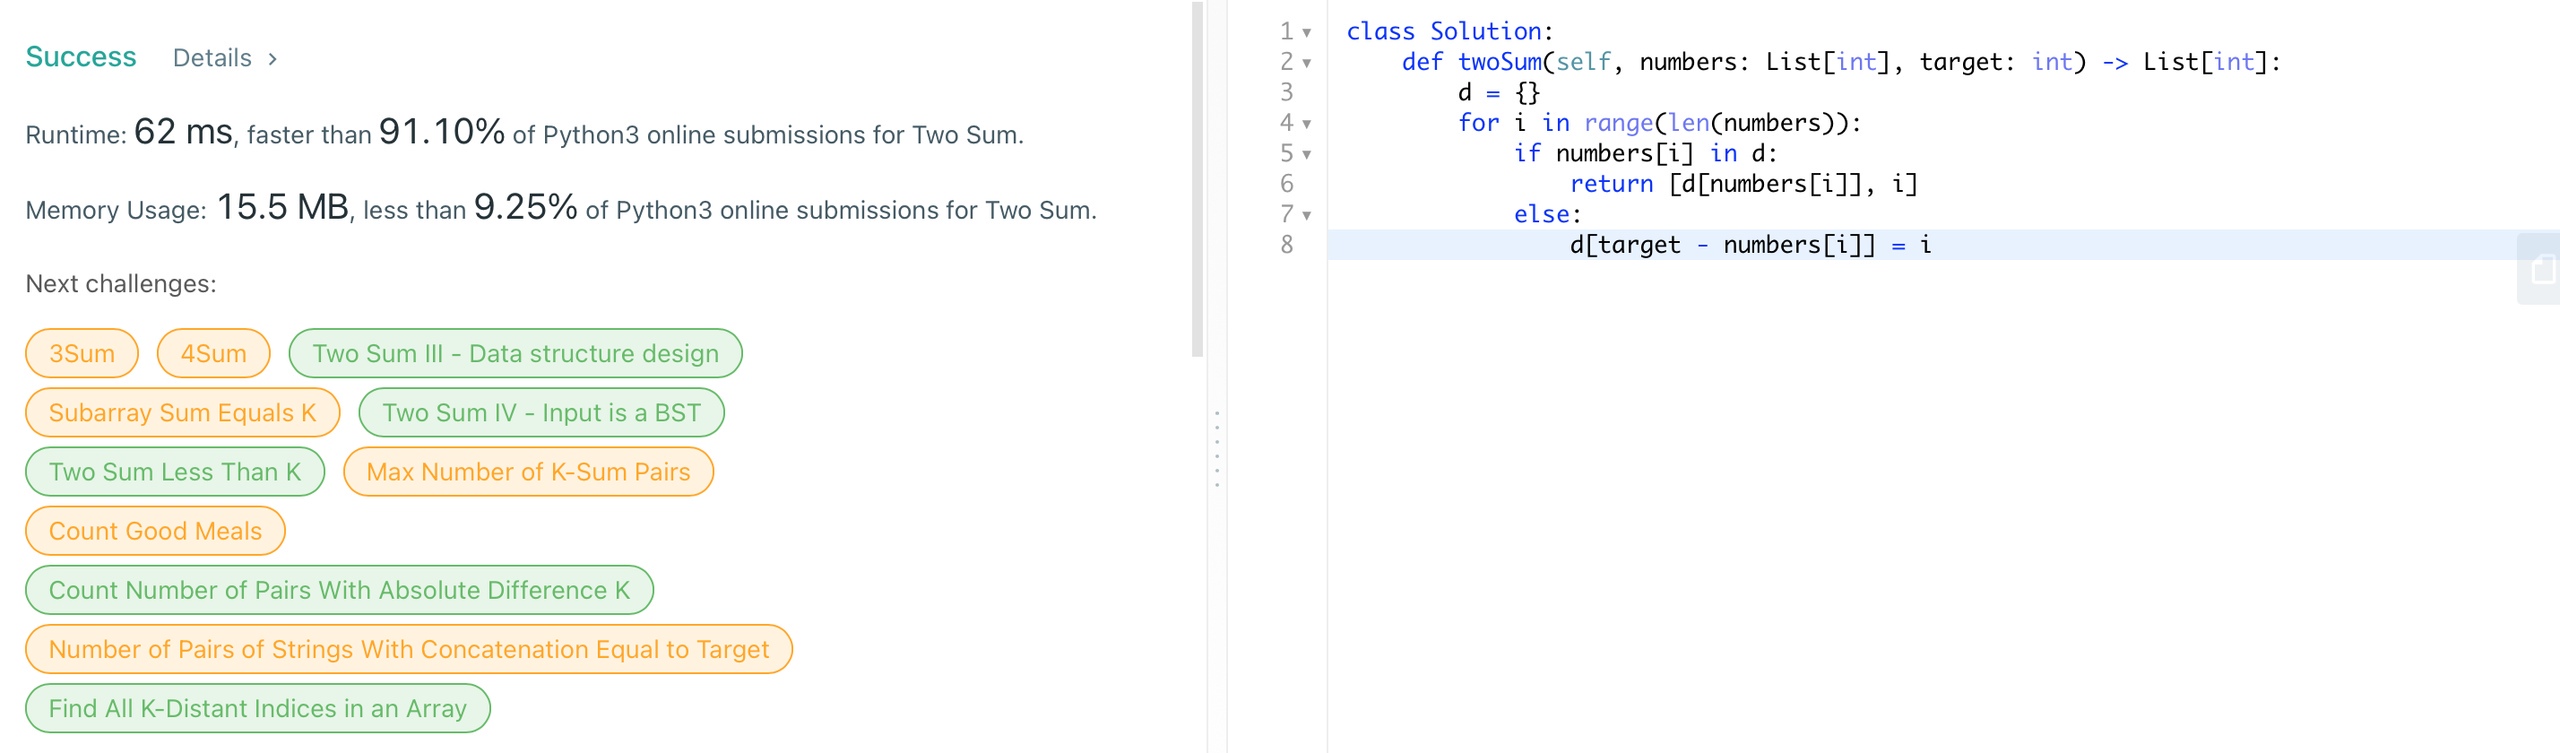 Success Details >
Runtime: 62 ms, faster than 91.10% of Python3 online submissions for Two Sum.
Memory Usage: 15.5 MB, less than 9.25% of Python3 online submissions for Two Sum.
Next challenges:
3Sum 4Sum Two Sum III - Data structure design
Subarray Sum Equals K Two Sum IV - Input is a BST
Two Sum Less Than K Max Number of K-Sum Pairs
Count Good Meals
Count Number of Pairs With Absolute Difference K
Number of Pairs of Strings With Concatenation Equal to Target
Find All K-Distant Indices in an Array
1 class Solution:
2     def twoSum(self, numbers: List[int], target: int) -> List[int]:
3         d = {}
4         for i in range(len(numbers)):
5             if numbers[i] in d:
6                 return [d[numbers[i]], i]
7             else:
8                 d[target - numbers[i]] = i